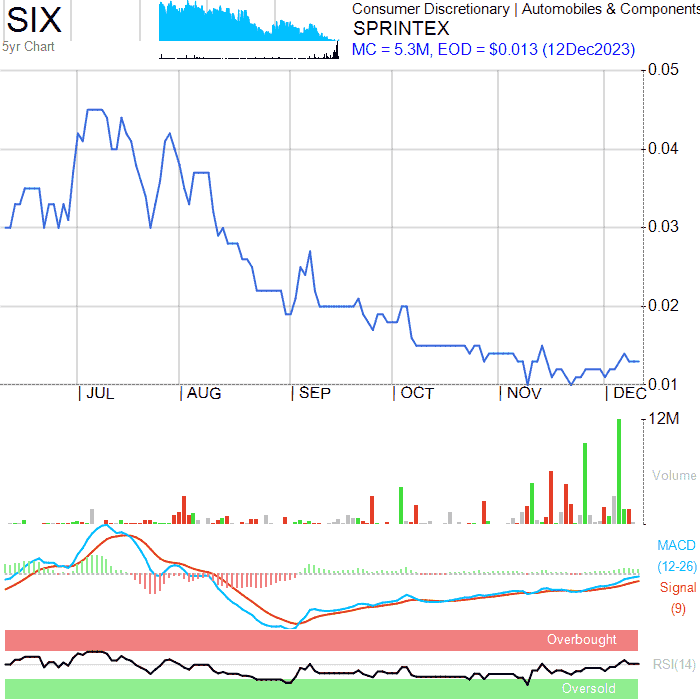 SIX
5yr Chart
Consumer Discretionary | Automobiles & Components
SPRINTEX
MC = 5.3M, EOD = $0.013 (12Dec2023)
0.05
0.04
0.03
0.02
0.01
|JUL |AUG |SEP |OCT |NOV |DEC
12M
Volume
MACD
(12-26)
Signal
(9)
Overbought
RSI(14)
Oversold